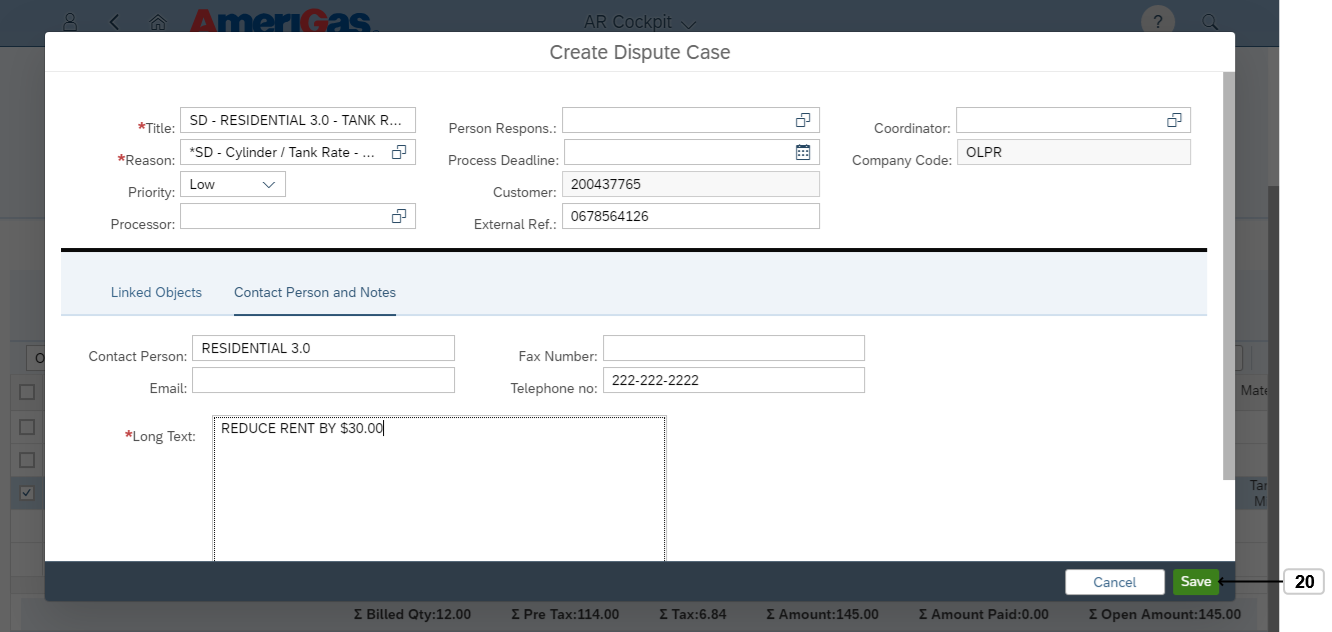 AmeriGas
AR Cockpit
?
Create Dispute Case
*Title: SD - RESIDENTIAL 3.0 - TANK R...
Person Respons.:
Coordinator:
*Reason: *SD - Cylinder / Tank Rate - ...
Process Deadline:
Company Code: OLPR
Priority: Low
Customer: 200437765
Processor:
External Ref.: 0678564126
Linked Objects
Contact Person and Notes
Contact Person: RESIDENTIAL 3.0
Fax Number:
Email:
Telephone no: 222-222-2222
*Long Text: REDUCE RENT BY $30.00
Cancel
Save
20
Σ Billed Qty:12.00 Σ Pre Tax:114.00 Σ Tax:6.84 Σ Amount:145.00 Σ Amount Paid:0.00 Σ Open Amount:145.00